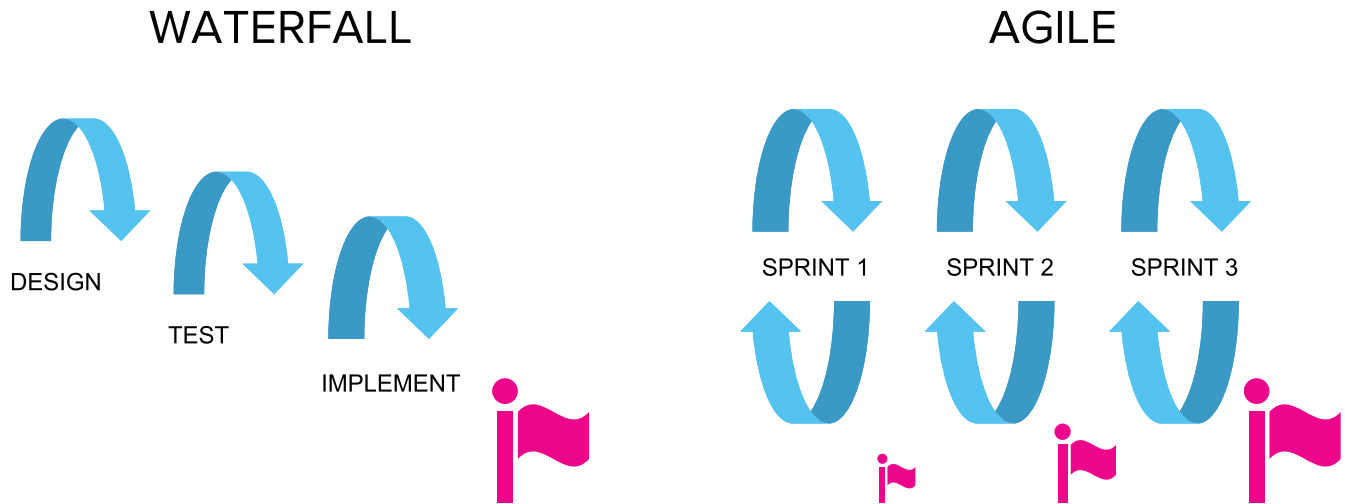 WATERFALL
AGILE
DESIGN
TEST
IMPLEMENT
SPRINT 1
SPRINT 2
SPRINT 3